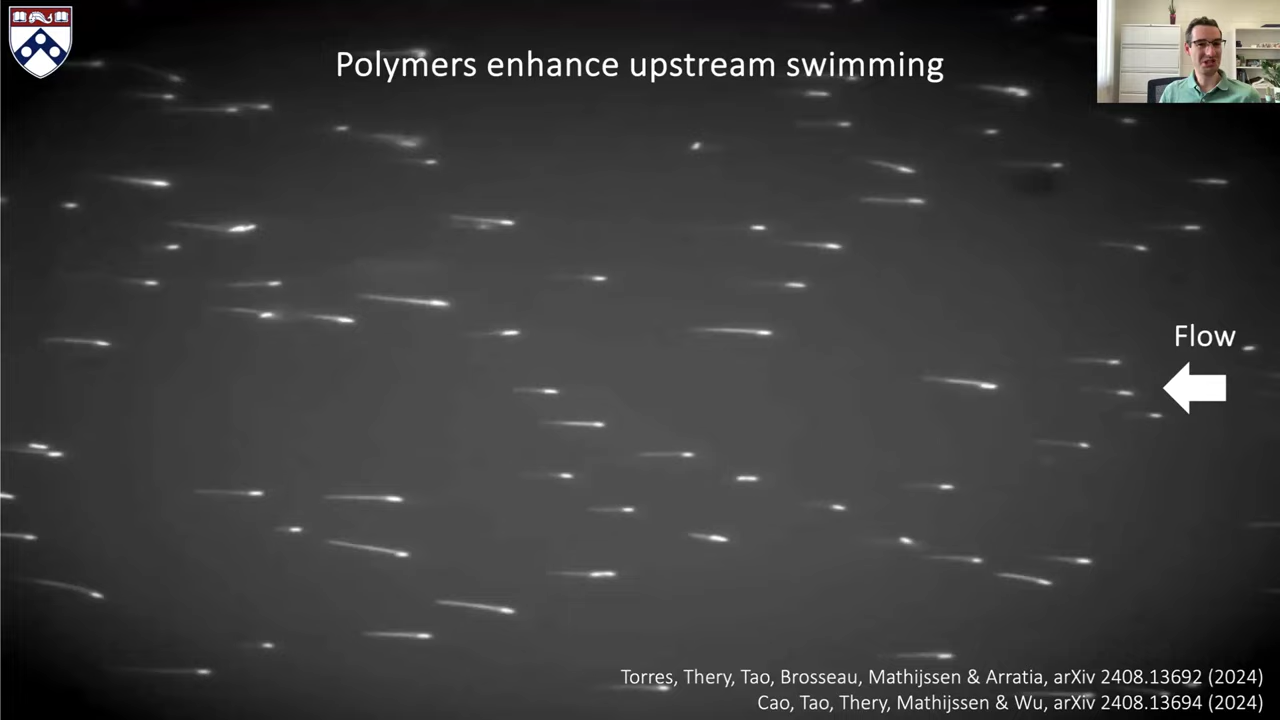 Polymers enhance upstream swimming
Flow
Torres, Thery, Tao, Brosseau, Mathijssen & Arratia, arXiv 2408.13692 (2024)
Cao, Tao, Thery, Mathijssen & Wu, arXiv 2408.13694 (2024)